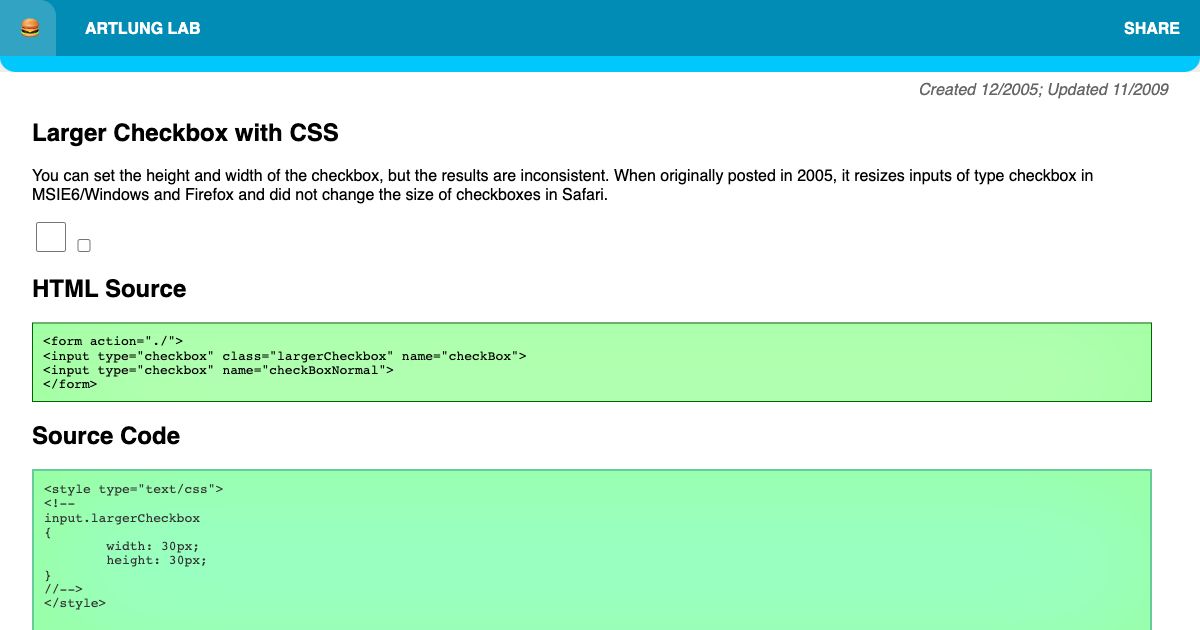 ARTLUNG LAB
SHARE
Created 12/2005; Updated 11/2009
Larger Checkbox with CSS
You can set the height and width of the checkbox, but the results are inconsistent. When originally posted in 2005, it resizes inputs of type checkbox in
MSIE6/Windows and Firefox and did not change the size of checkboxes in Safari.
HTML Source
<form action="./">
<input type="checkbox" class="largerCheckbox" name="checkBox">
<input type="checkbox" name="checkBoxNormal">
</form>
Source Code
<style type="text/css">
<!--
input.largerCheckbox
{
        width: 30px;
        height: 30px;
}
//-->
</style>